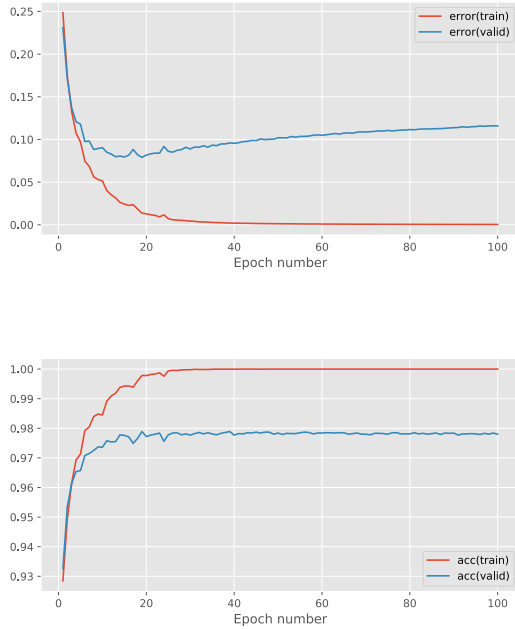 0.25
0.20
0.15
0.10
0.05
0.00
error(train)
error(valid)
0 20 40 60 80 100
Epoch number
1.00
0.99
0.98
0.97
0.96
0.95
0.94
0.93
acc(train)
acc(valid)
0 20 40 60 80 100
Epoch number